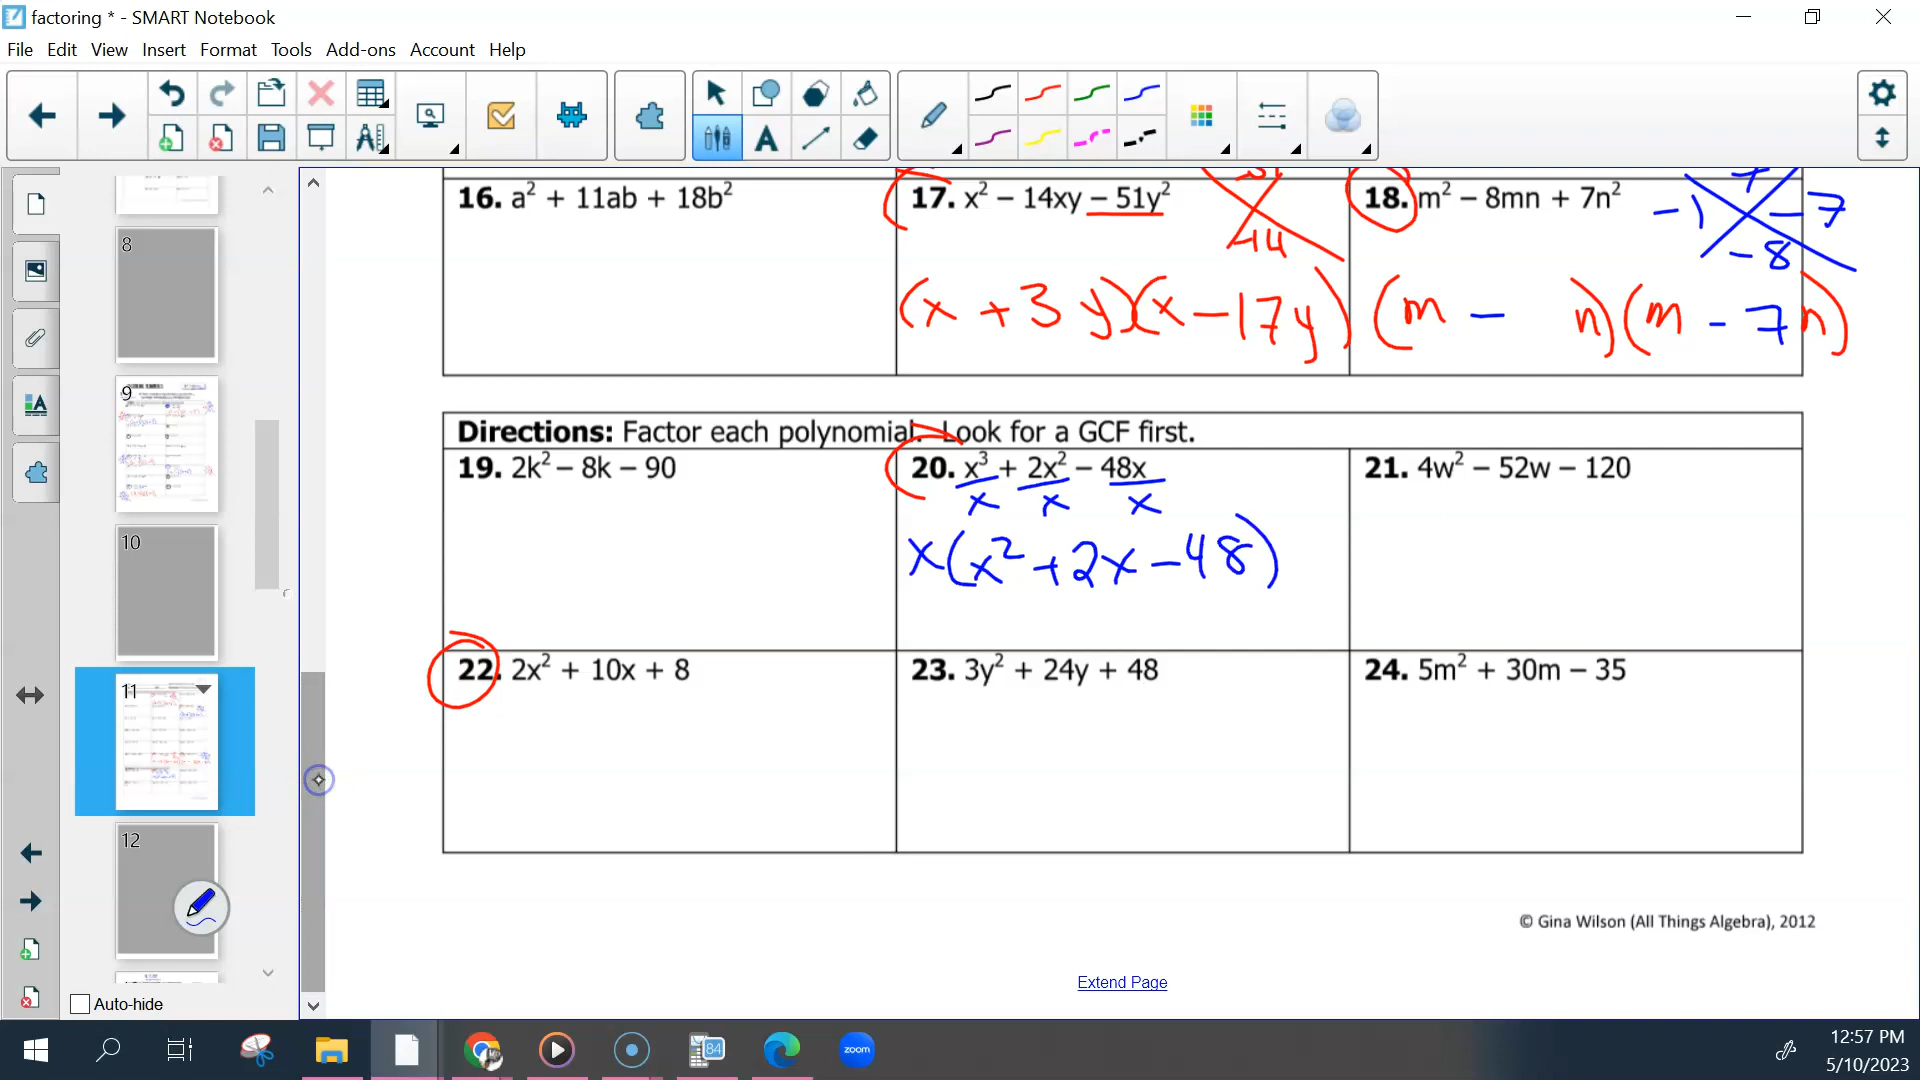 factoring * - SMART Notebook
File Edit View Insert Format Tools Add-ons Account Help
8
9
10
11
12
Auto-hide
16. a² + 11ab + 18b²
17. x² – 14xy – 51y²
-14
(x + 3y)(x - 17y)
18. m² – 8mn + 7n²
-1 -7
-8
(m - n)(m - 7n)
Directions: Factor each polynomial. Look for a GCF first.
19. 2k² – 8k – 90
20. x³ + 2x² – 48x
x x x
x(x² + 2x - 48)
21. 4w² – 52w – 120
22. 2x² + 10x + 8
23. 3y² + 24y + 48
24. 5m² + 30m – 35
© Gina Wilson (All Things Algebra), 2012
Extend Page
84
zoom
12:57 PM
5/10/2023